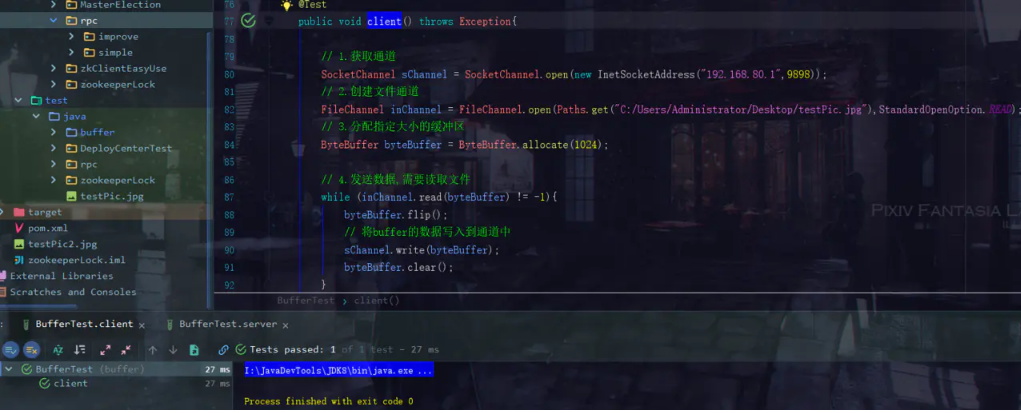 MasterElection
rpc
improve
simple
zkClientEasyUse
zookeeperLock
test
java
buffer
DeployCenterTest
rpc
zookeeperLock
testPic.jpg
target
pom.xml
testPic2.jpg
zookeeperLock.iml
External Libraries
Scratches and Consoles
76 @Test
77 public void client() throws Exception{
78
79 // 1.获取通道
80 SocketChannel sChannel = SocketChannel.open(new InetSocketAddress("192.168.80.1",9898));
81 // 2.创建文件通道
82 FileChannel inChannel = FileChannel.open(Paths.get("C:/Users/Administrator/Desktop/testPic.jpg"),StandardOpenOption.READ);
83 // 3.分配指定大小的缓冲区
84 ByteBuffer byteBuffer = ByteBuffer.allocate(1024);
85
86 // 4.发送数据,需要读取文件
87 while (inChannel.read(byteBuffer) != -1){
88 byteBuffer.flip();
89 // 将buffer的数据写入到通道中
90 sChannel.write(byteBuffer);
91 byteBuffer.clear();
92 }
PIXIV FANTASIA
BufferTest > client()
BufferTest.client × BufferTest.server ×
Tests passed: 1 of 1 test - 27 ms
BufferTest (buffer) 27 ms
client 27 ms
I:\JavaDevTools\JDK8\bin\java.exe ...
Process finished with exit code 0